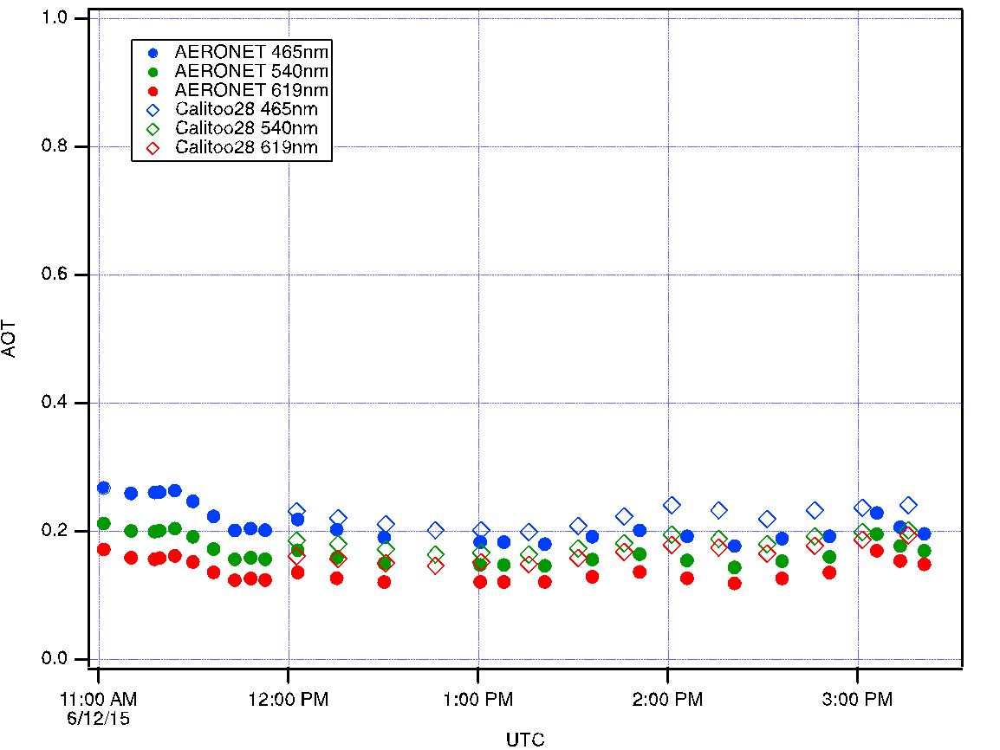 1.0
AERONET 465nm
AERONET 540nm
AERONET 619nm
Calitoo28 465nm
Calitoo28 540nm
Calitoo28 619nm
0.8
0.6
AOT
0.4
0.2
0.0
11:00 AM 12:00 PM 1:00 PM 2:00 PM 3:00 PM
6/12/15
UTC